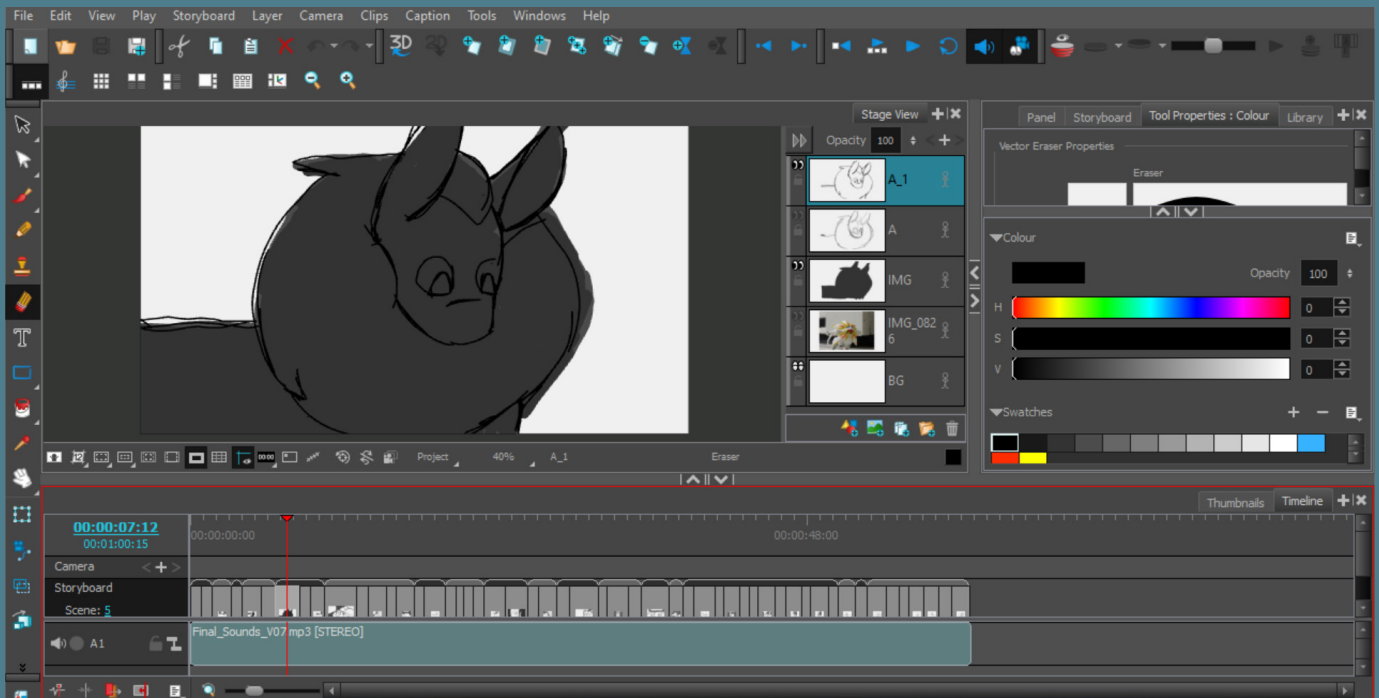 File Edit View Play Storyboard Layer Camera Clips Caption Tools Windows Help
3D
Stage View
Panel Storyboard Tool Properties : Colour Library
Opacity 100
Vector Eraser Properties
Eraser
A_1
A
IMG
IMG_082
6
BG
Colour
Opacity 100
H 0
S 0
V 0
Swatches
Project 40% A_1 Eraser
Thumbnails Timeline
00:00:07:12
00:01:00:15
00:00:00:00 00:00:48:00
Camera
Storyboard
Scene: 5
A1
Final_Sounds_V07.mp3 [STEREO]